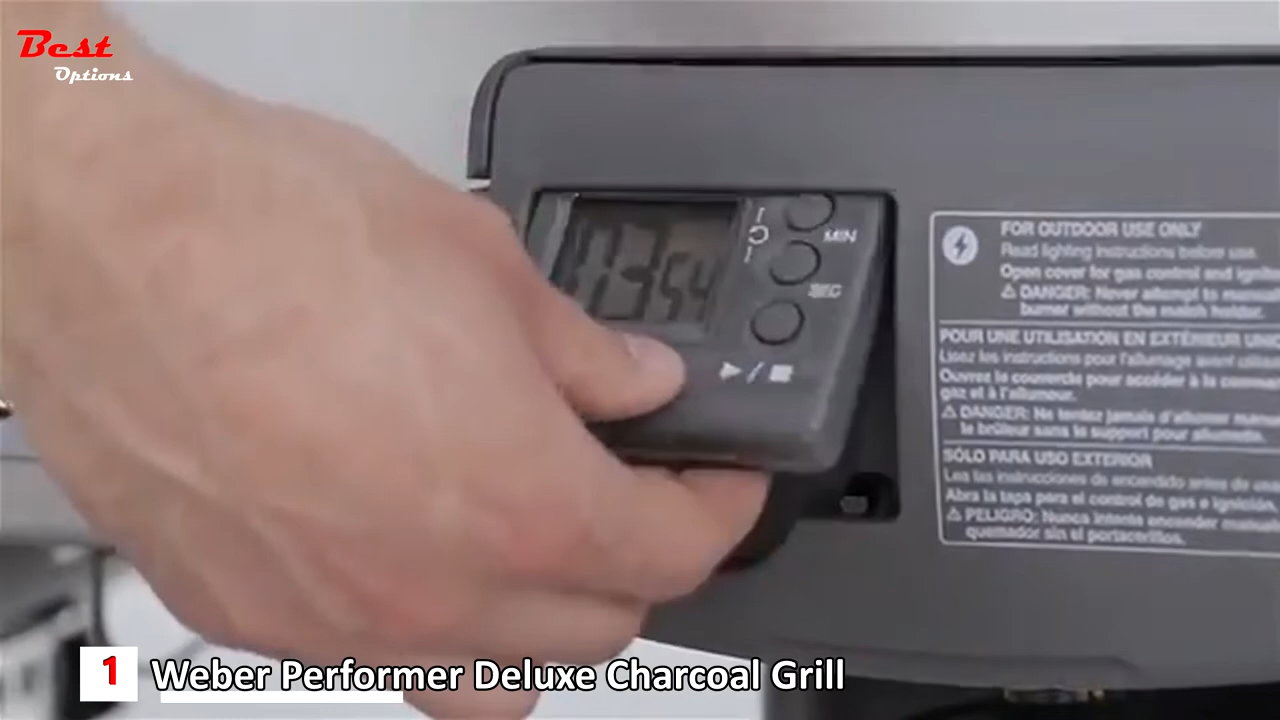 Best
Options
MIN
SEC
FOR OUTDOOR USE ONLY
Read lighting instructions before use.
Open cover for gas control and
⚠ DANGER: Never attempt to
burner without the match holder.
POUR UNE UTILISATION EN EXTÉRIEUR
Lisez les instructions pour l'allumage avant
Ouvrez le couvercle pour accéder à la
gaz et à l'allumeur.
⚠ DANGER: Ne tentez jamais d'allumer
le brûleur sans le support pour allumette.
SÓLO PARA USO EXTERIOR
Lea las instrucciones de encendido antes de
Abra la tapa para el control de gas e ignición.
⚠ PELIGRO: Nunca intente encender
quemador sin el portacerillos.
1 Weber Performer Deluxe Charcoal Grill